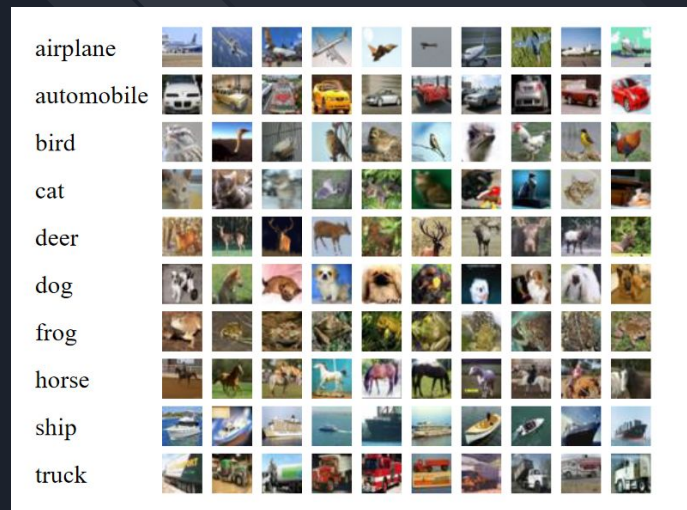 airplane
automobile
bird
cat
deer
dog
frog
horse
ship
truck